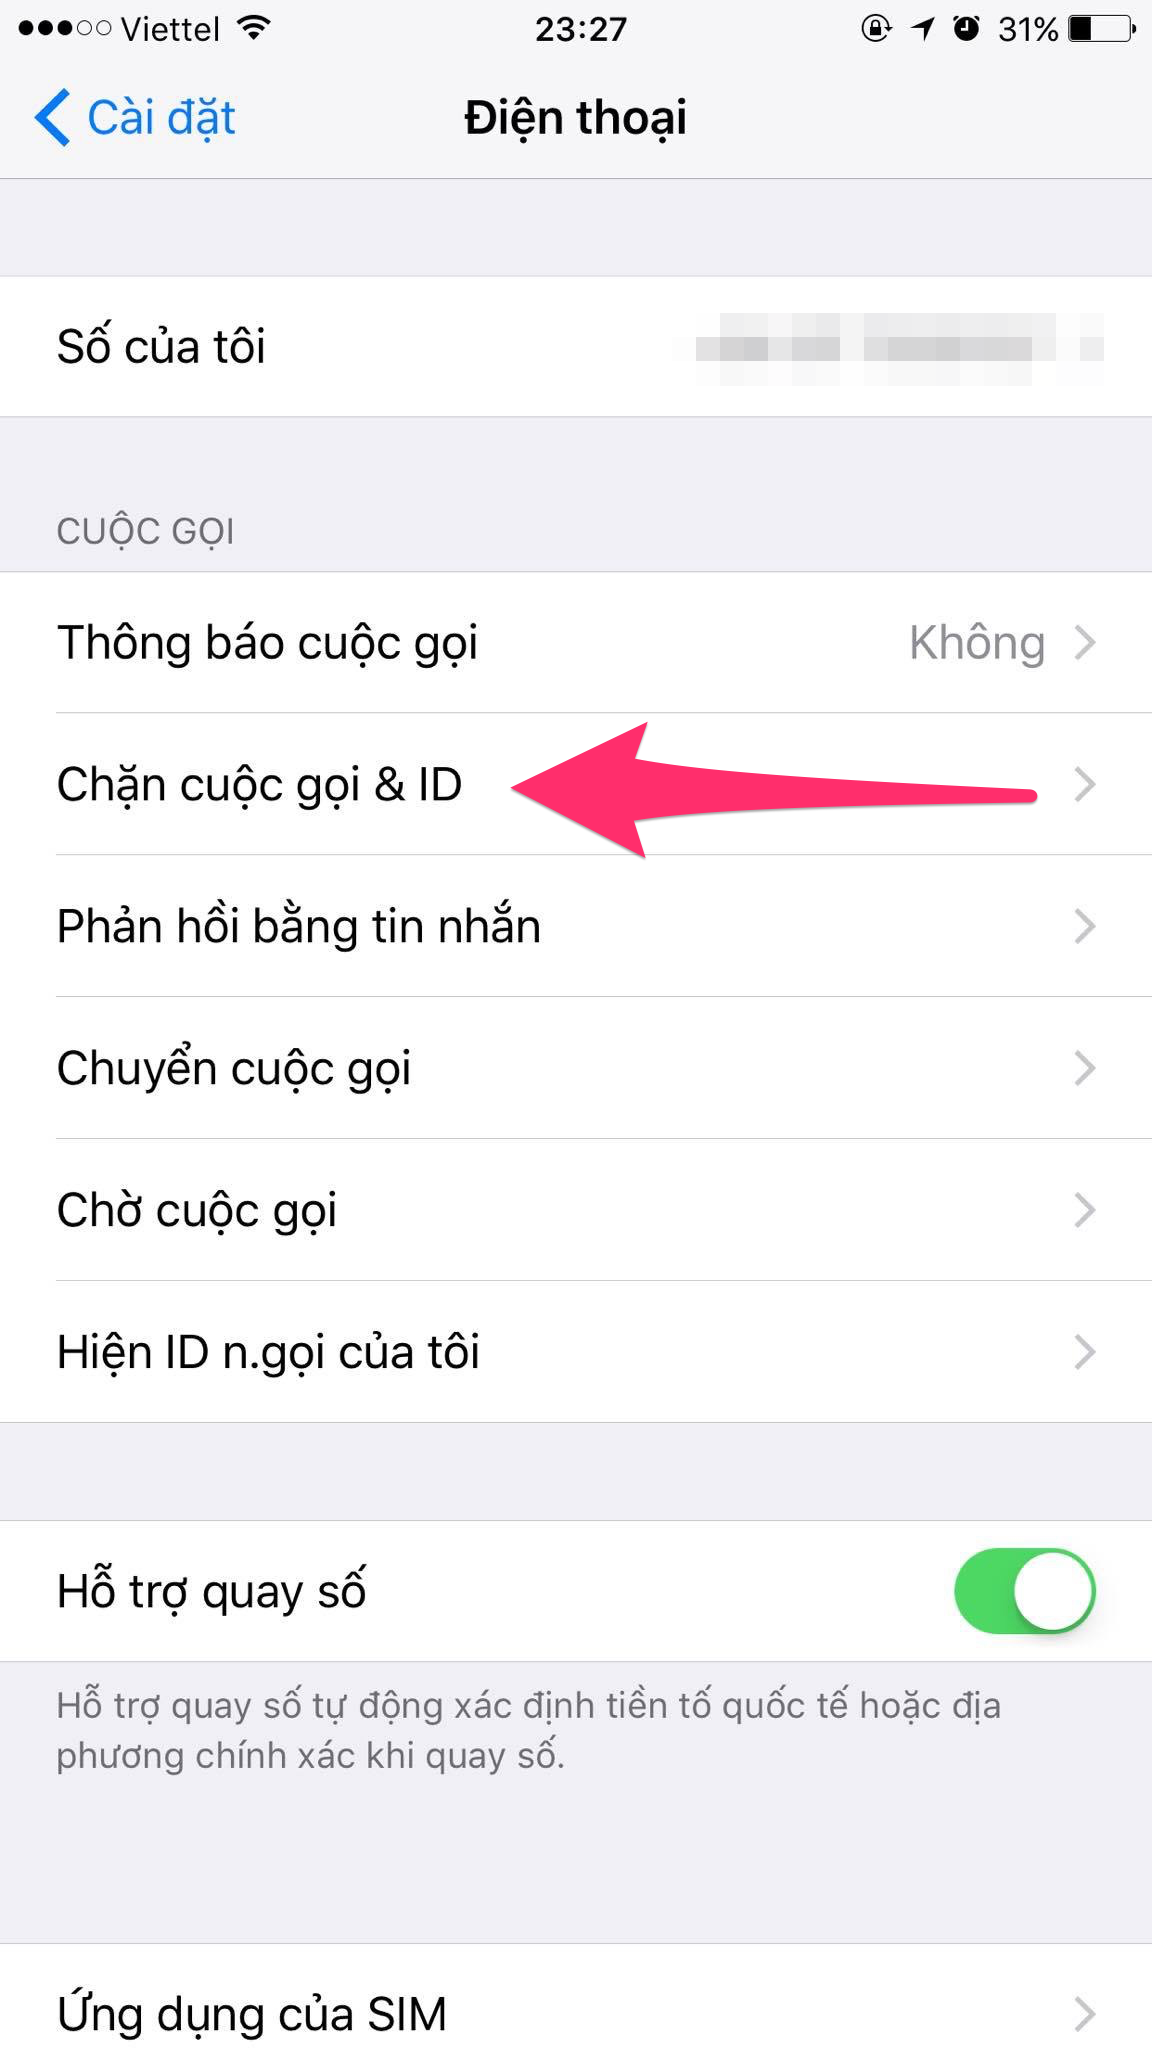 Viettel 23:27 31%
Cài đặt Điện thoại
Số của tôi
CUỘC GỌI
Thông báo cuộc gọi Không
Chặn cuộc gọi & ID
Phản hồi bằng tin nhắn
Chuyển cuộc gọi
Chờ cuộc gọi
Hiện ID n.gọi của tôi
Hỗ trợ quay số
Hỗ trợ quay số tự động xác định tiền tố quốc tế hoặc địa
phương chính xác khi quay số.
Ứng dụng của SIM